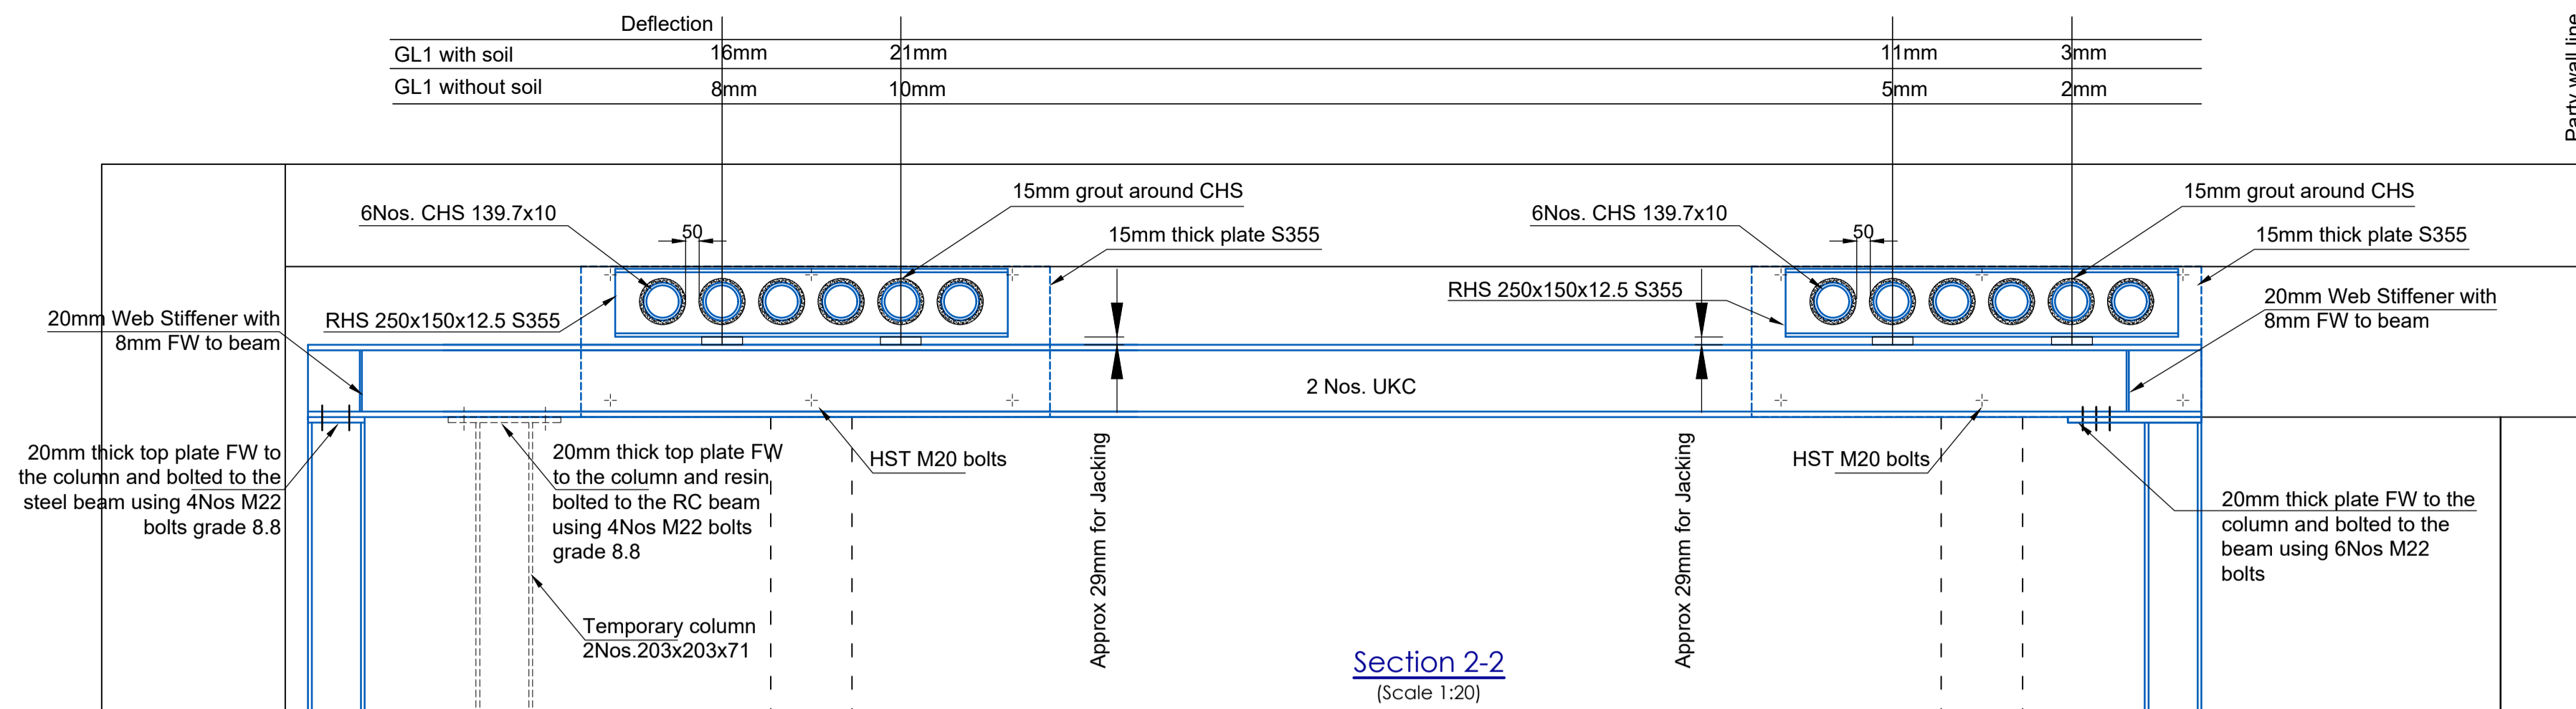 Deflection
GL1 with soil 16mm 21mm 11mm 3mm
GL1 without soil 8mm 10mm 5mm 2mm
Party wall line
6Nos. CHS 139.7x10
50
15mm grout around CHS
15mm thick plate S355
RHS 250x150x12.5 S355
20mm Web Stiffener with
8mm FW to beam
6Nos. CHS 139.7x10
50
15mm grout around CHS
15mm thick plate S355
RHS 250x150x12.5 S355
20mm Web Stiffener with
8mm FW to beam
2 Nos. UKC
20mm thick top plate FW to
the column and bolted to the
steel beam using 4Nos M22
bolts grade 8.8
20mm thick top plate FW
to the column and resin
bolted to the RC beam
using 4Nos M22 bolts
grade 8.8
HST M20 bolts
Approx 29mm for Jacking
Approx 29mm for Jacking
HST M20 bolts
20mm thick plate FW to the
column and bolted to the
beam using 6Nos M22
bolts
Temporary column
2Nos.203x203x71
Section 2-2
(Scale 1:20)